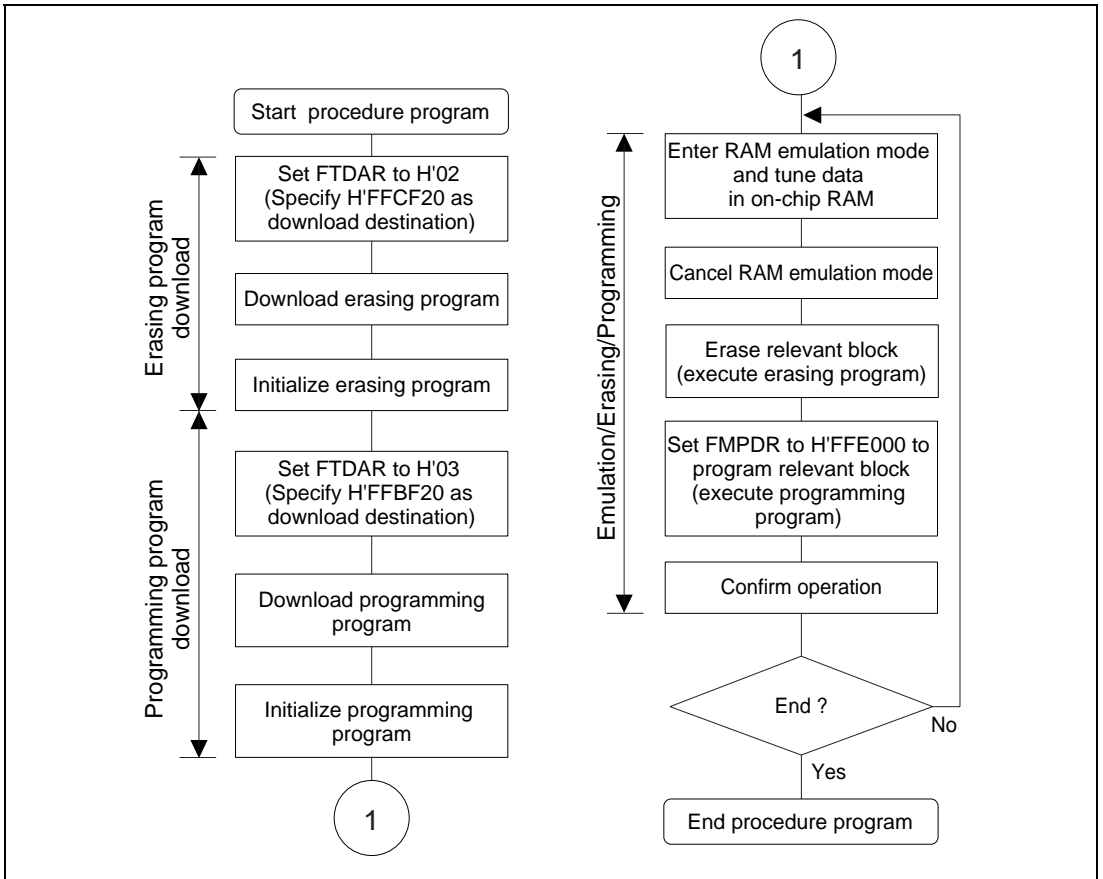 Start  procedure program
Erasing program
download
Set FTDAR to H'02
(Specify H'FFCF20 as
download destination)
Download erasing program
Initialize erasing program
Programming program
download
Set FTDAR to H'03
(Specify H'FFBF20 as
download destination)
Download programming
program
Initialize programming
program
1
1
Emulation/Erasing/Programming
Enter RAM emulation mode
and tune data
in on-chip RAM
Cancel RAM emulation mode
Erase relevant block
(execute erasing program)
Set FMPDR to H'FFE000 to
program relevant block
(execute programming
program)
Confirm operation
End ?
No
Yes
End procedure program